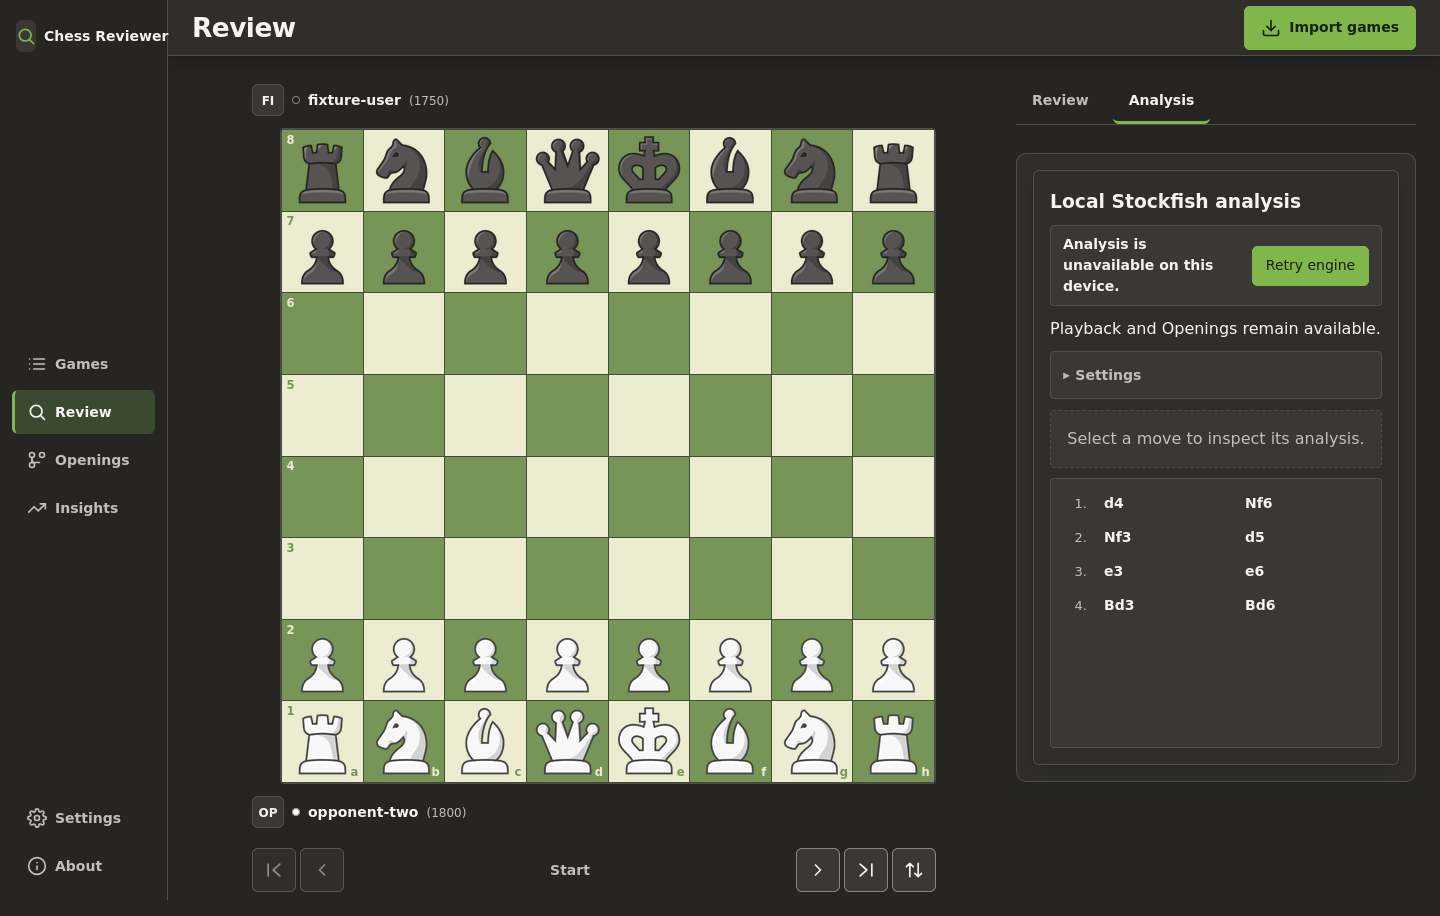 Chess Reviewer
Games
Review
Openings
Insights
Settings
About
Review
Import games
FI fixture-user (1750)
8
7
6
5
4
3
2
1
a b c d e f g h
OP opponent-two (1800)
Start
Review Analysis
Local Stockfish analysis
Analysis is
unavailable on this
device.
Retry engine
Playback and Openings remain available.
▸ Settings
Select a move to inspect its analysis.
1. d4 Nf6
2. Nf3 d5
3. e3 e6
4. Bd3 Bd6